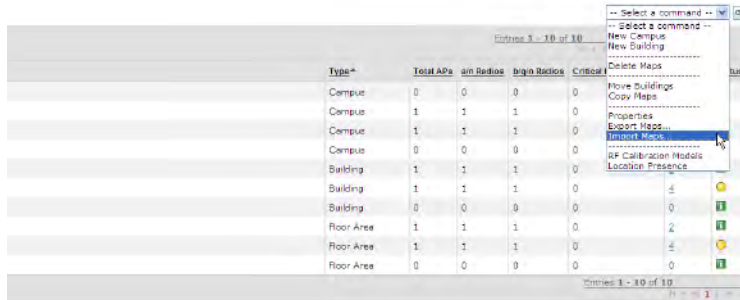 -- Select a command --
-- Select a command --
New Campus
New Building
Delete Maps
Move Buildings
Copy Maps
Properties
Export Maps...
Import Maps...
RF Calibration Models
Location Presence
Entries 1 - 10 of 10
Type Total APs a/n Radios b/g/n Radios Critical
Campus 0 0 0 0
Campus 1 1 1 0
Campus 1 1 1 0
Campus 0 0 0 0
Building 1 1 1 0
Building 1 1 1 0 4
Building 0 0 0 0 0
Floor Area 1 1 1 0 2
Floor Area 1 1 1 0 4
Floor Area 0 0 0 0 0
Entries 1 - 10 of 10
1